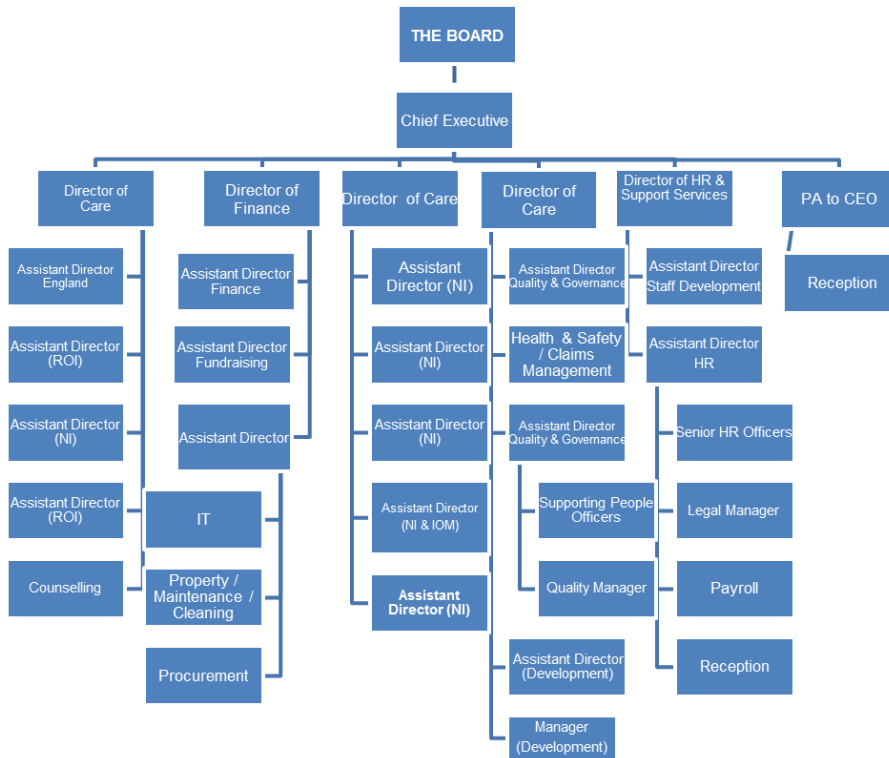 THE BOARD
Chief Executive
Director of
Care
Director of
Finance
Director of Care
Director of
Care
Director of HR &
Support Services
PA to CEO
Assistant Director
England
Assistant Director
(ROI)
Assistant Director
(NI)
Assistant Director
(ROI)
Counselling
Assistant Director
Finance
Assistant Director
Fundraising
Assistant Director
IT
Property /
Maintenance /
Cleaning
Procurement
Assistant
Director (NI)
Assistant Director
(NI)
Assistant Director
(NI)
Assistant Director
(NI & IOM)
Assistant
Director (NI)
Assistant Director
Quality & Governance
Health & Safety
/ Claims
Management
Assistant Director
Quality & Governance
Supporting People
Officers
Quality Manager
Assistant Director
(Development)
Manager
(Development)
Assistant Director
Staff Development
Assistant Director
HR
Senior HR Officers
Legal Manager
Payroll
Reception
Reception